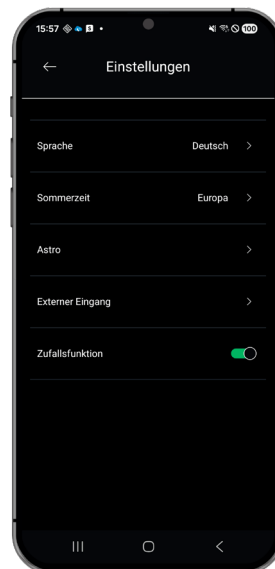 15:57 100
Einstellungen
Sprache Deutsch
Sommerzeit Europa
Astro
Externer Eingang
Zufallsfunktion